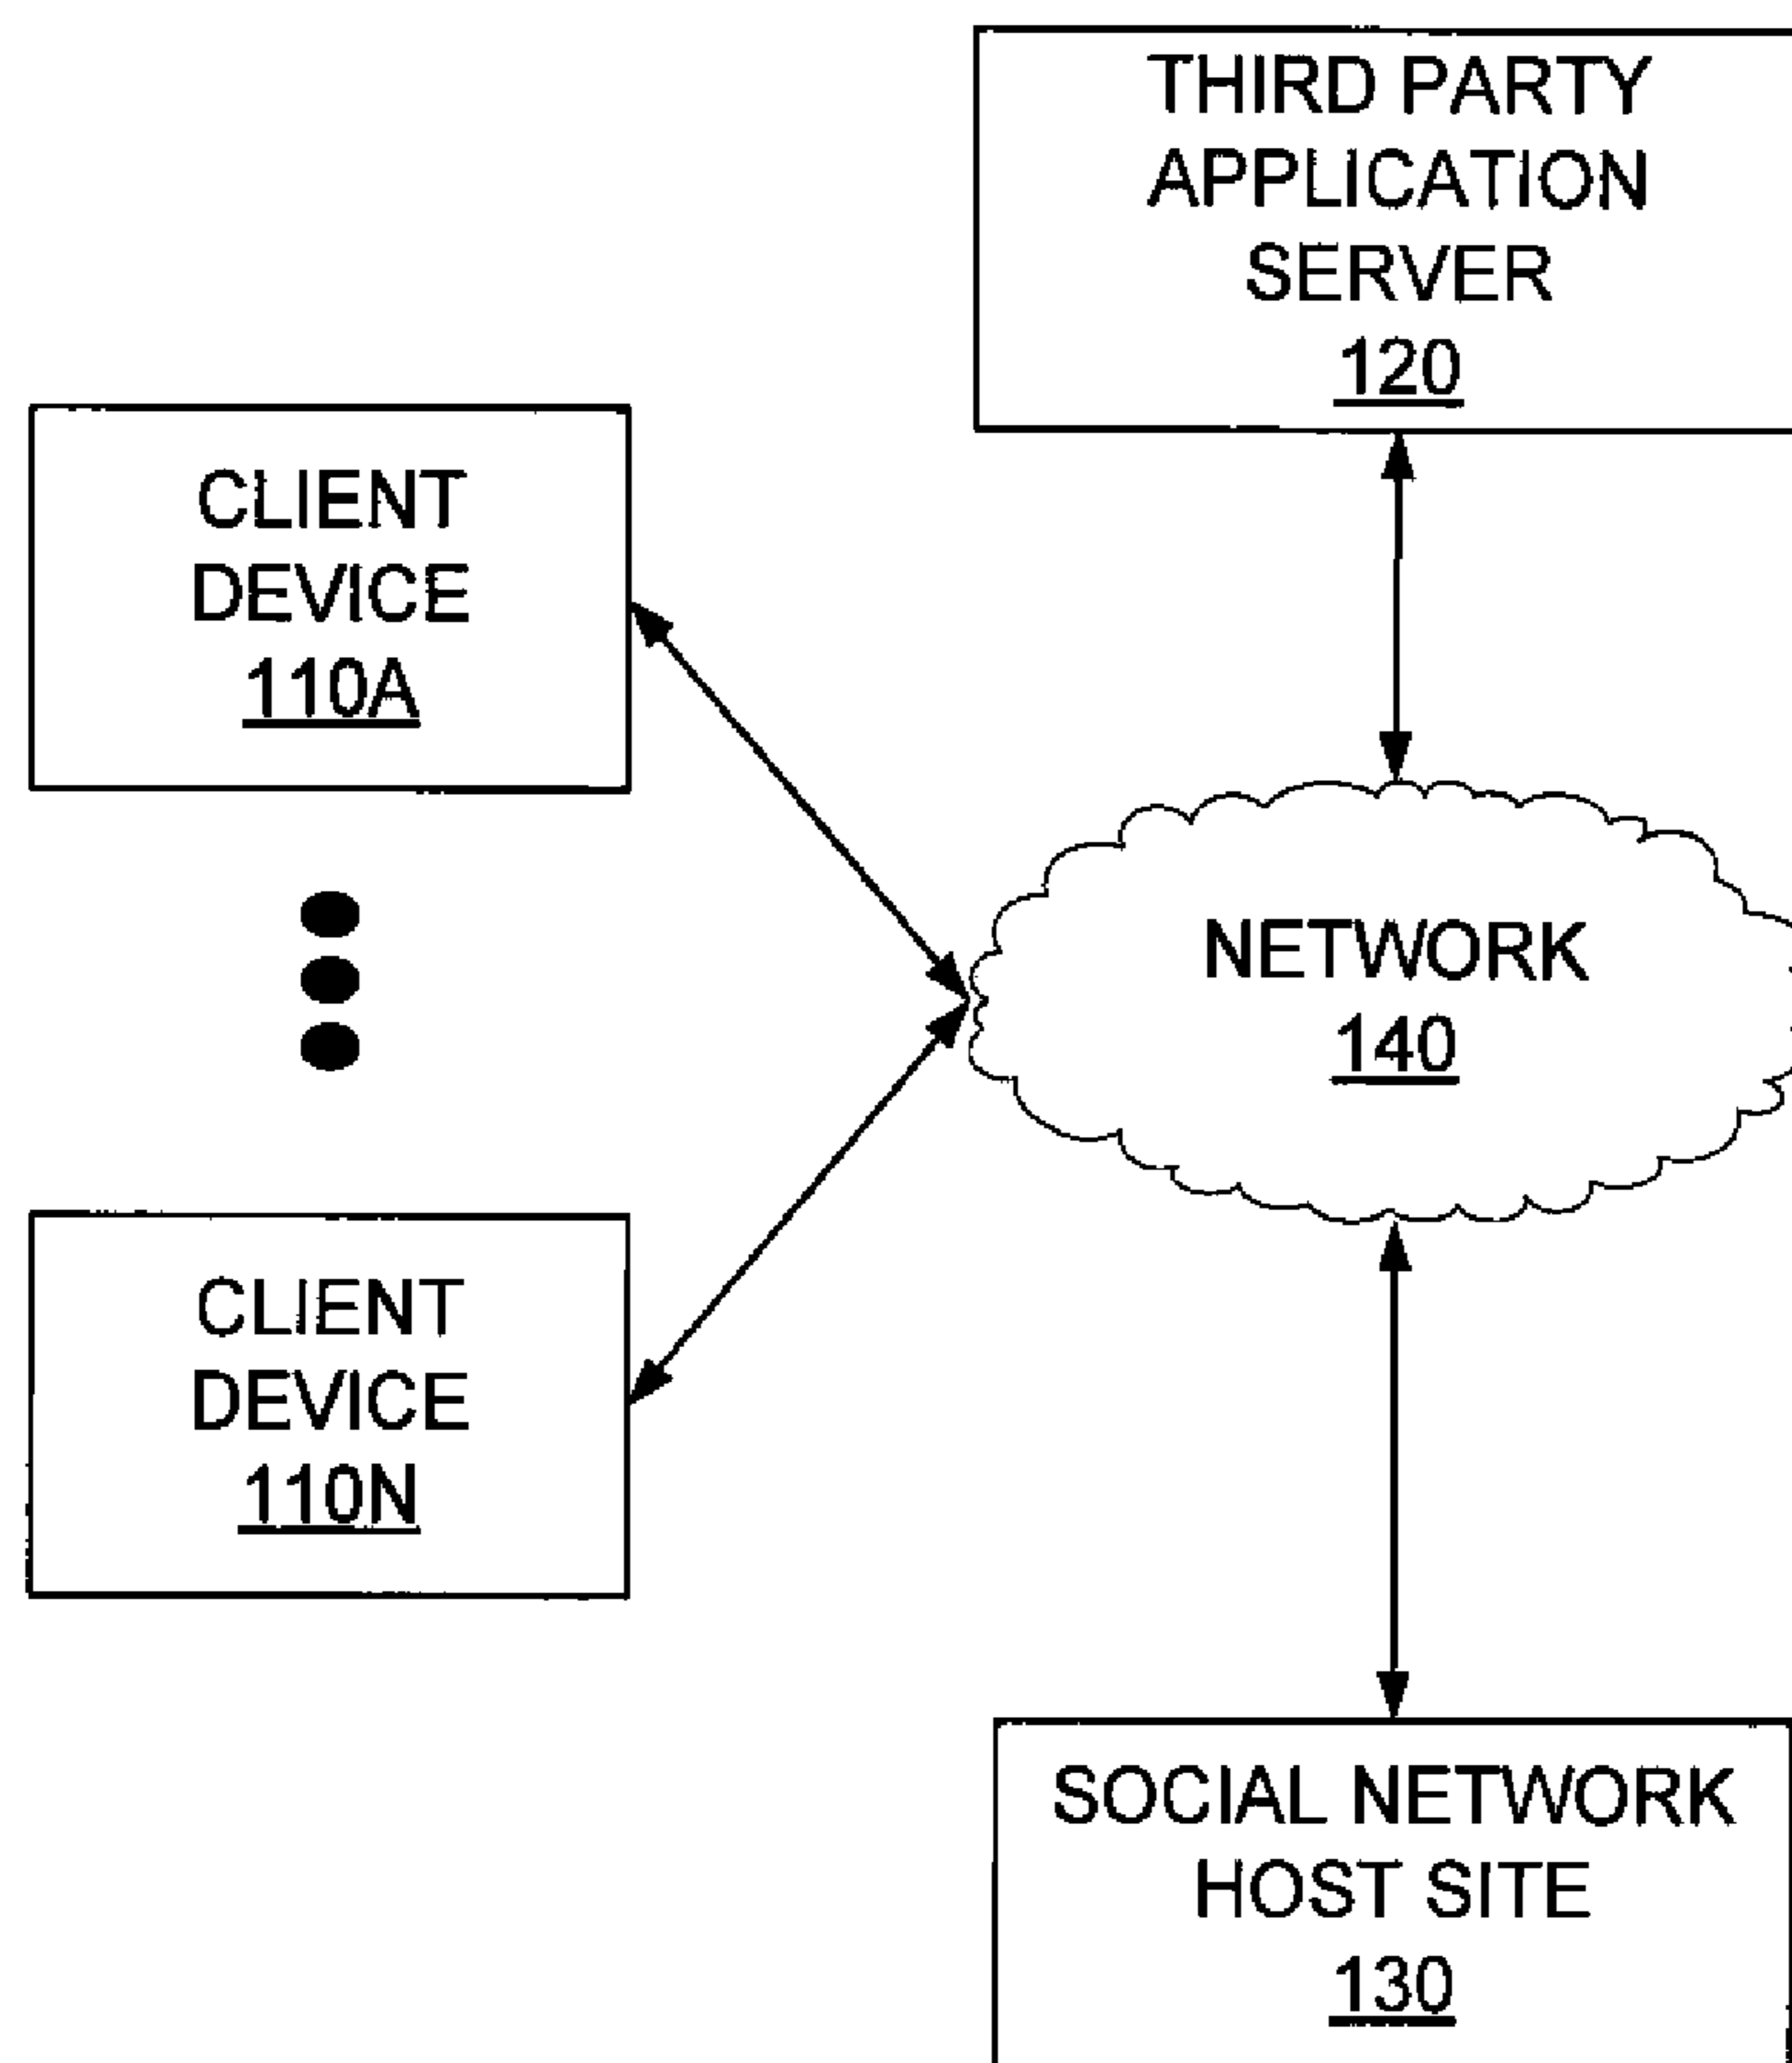 THIRD PARTY
APPLICATION
SERVER
120
CLIENT
DEVICE
110A
NETWORK
140
CLIENT
DEVICE
110N
SOCIAL NETWORK
HOST SITE
130